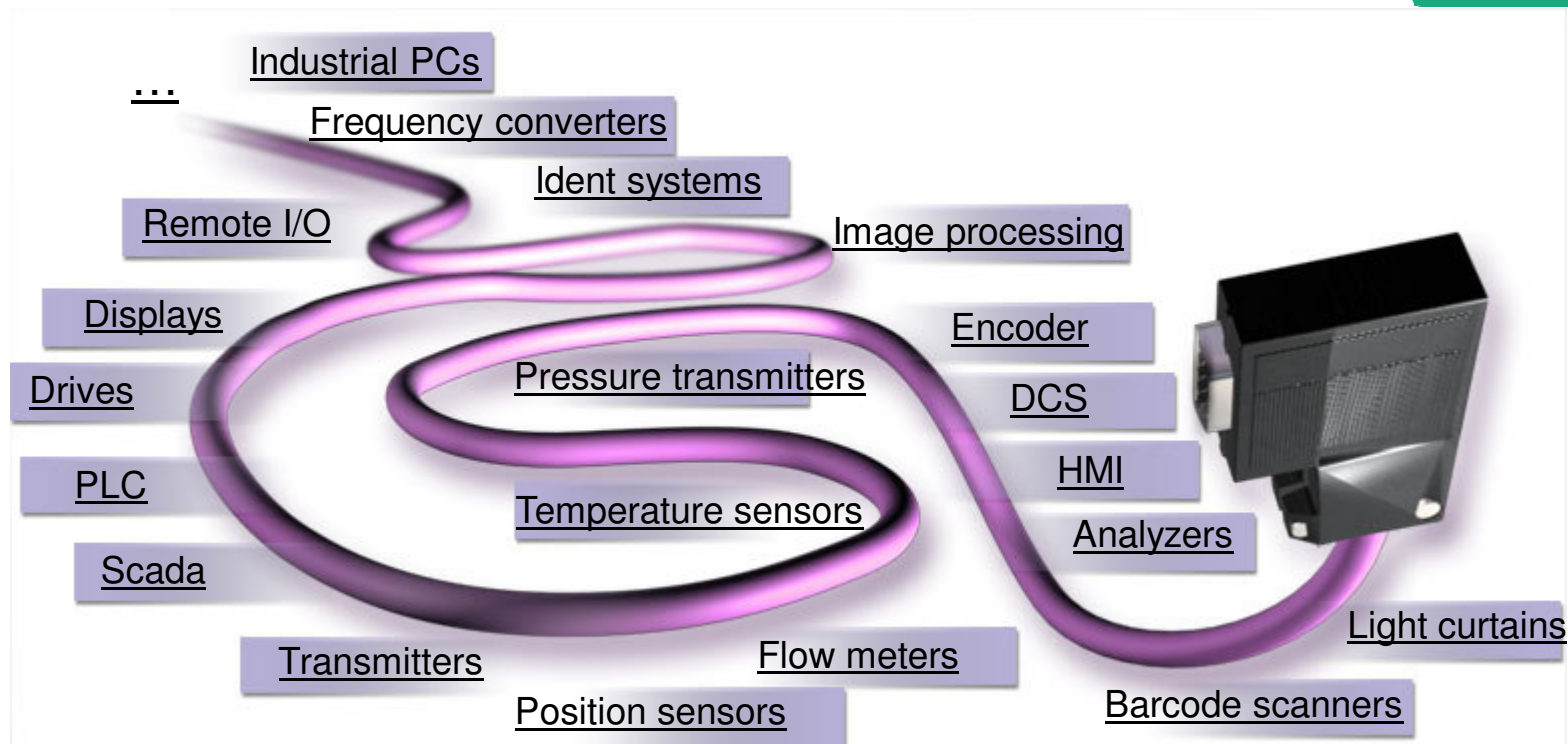 Industrial PCs
...
Frequency converters
Ident systems
Remote I/O
Image processing
Displays
Encoder
Pressure transmitters
Drives
DCS
HMI
PLC
Temperature sensors
Analyzers
Scada
Light curtains
Transmitters
Flow meters
Position sensors
Barcode scanners